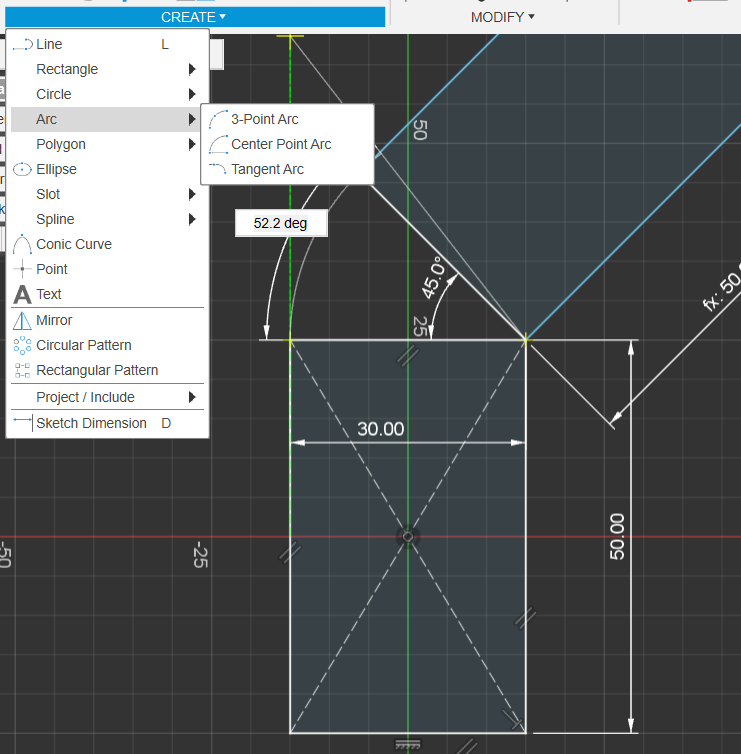 CREATE ▾
MODIFY ▾
Line L
Rectangle
Circle
Arc
3-Point Arc
Polygon
Center Point Arc
Ellipse
Tangent Arc
Slot
Spline
Conic Curve
Point
Text
Mirror
Circular Pattern
Rectangular Pattern
Project / Include
Sketch Dimension D
50
52.2 deg
45.0°
25
fx: 50.
30.00
50.00
-25
-50